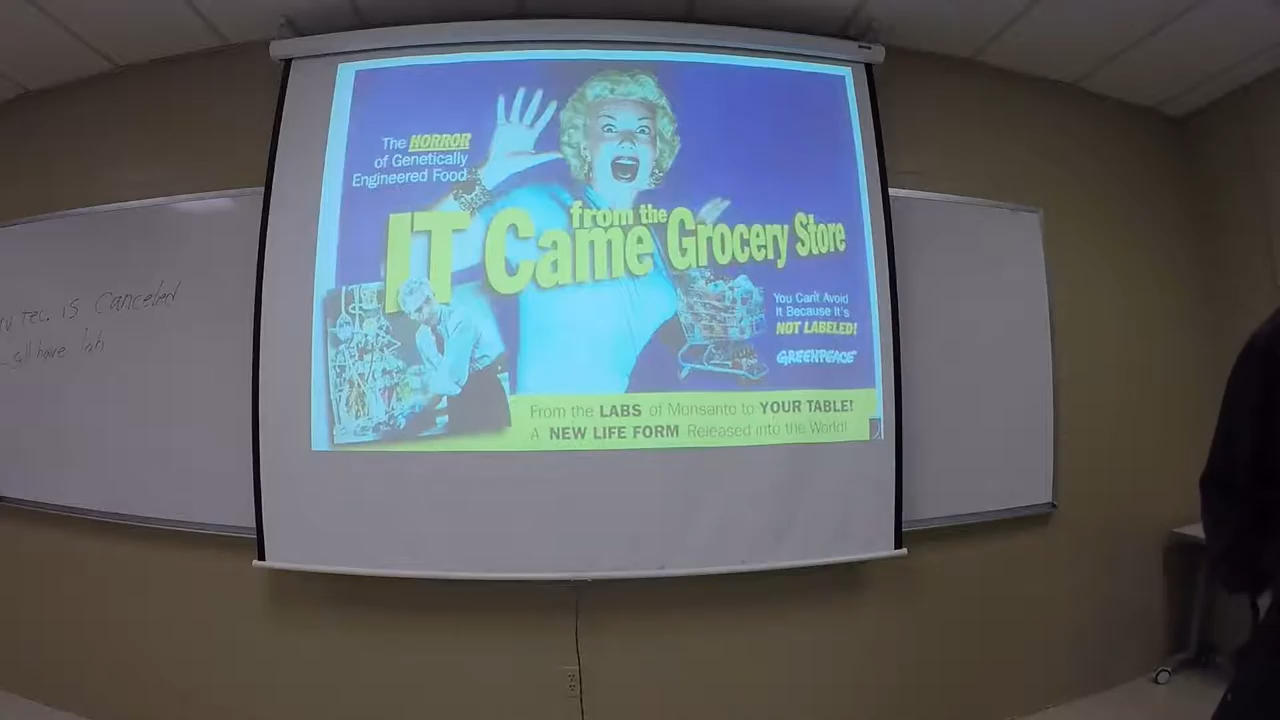 The HORROR
of Genetically
Engineered Food
IT Came from the Grocery Store
You Can't Avoid
It Because It's
NOT LABELED!
GREENPEACE
From the LABS of Monsanto to YOUR TABLE!
A NEW LIFE FORM Released into the World!
rec. is canceled
all have lab